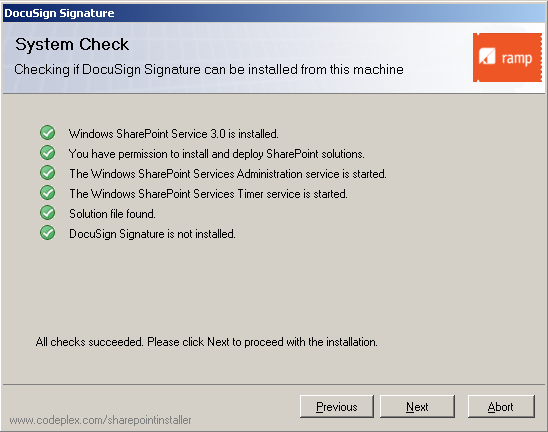 DocuSign Signature
System Check
Checking if DocuSign Signature can be installed from this machine
ramp
Windows SharePoint Service 3.0 is installed.
You have permission to install and deploy SharePoint solutions.
The Windows SharePoint Services Administration service is started.
The Windows SharePoint Services Timer service is started.
Solution file found.
DocuSign Signature is not installed.
All checks succeeded. Please click Next to proceed with the installation.
Previous
Next
Abort
www.codeplex.com/sharepointinstaller